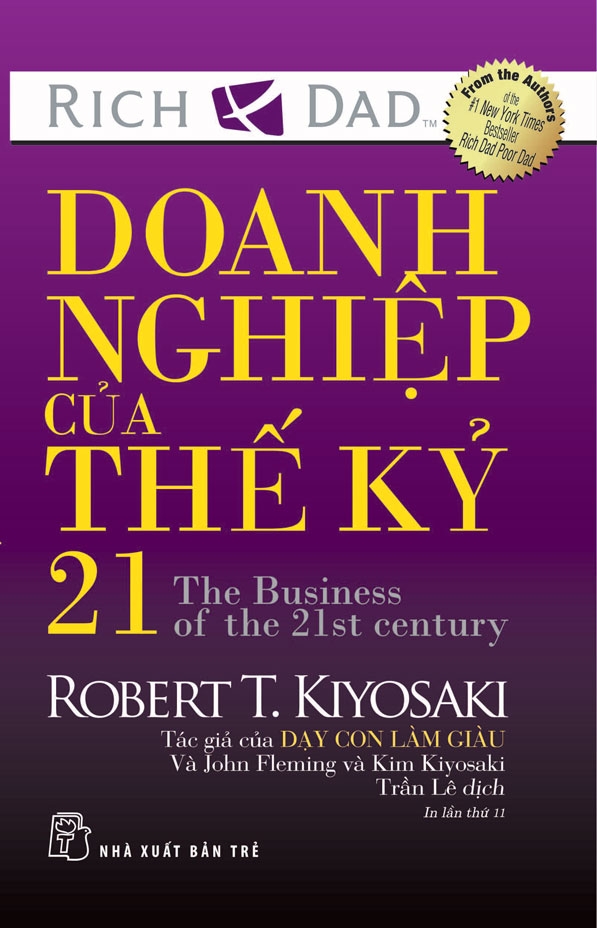 RICH DAD™
From the Authors
of the
#1 New York Times
Bestseller
Rich Dad Poor Dad
DOANH
NGHIỆP
CỦA
THẾ KỶ
21
The Business
of the 21st century
ROBERT T. KIYOSAKI
Tác giả của DẠY CON LÀM GIÀU
Và John Fleming và Kim Kiyosaki
Trần Lê dịch
In lần thứ 11
NHÀ XUẤT BẢN TRẺ